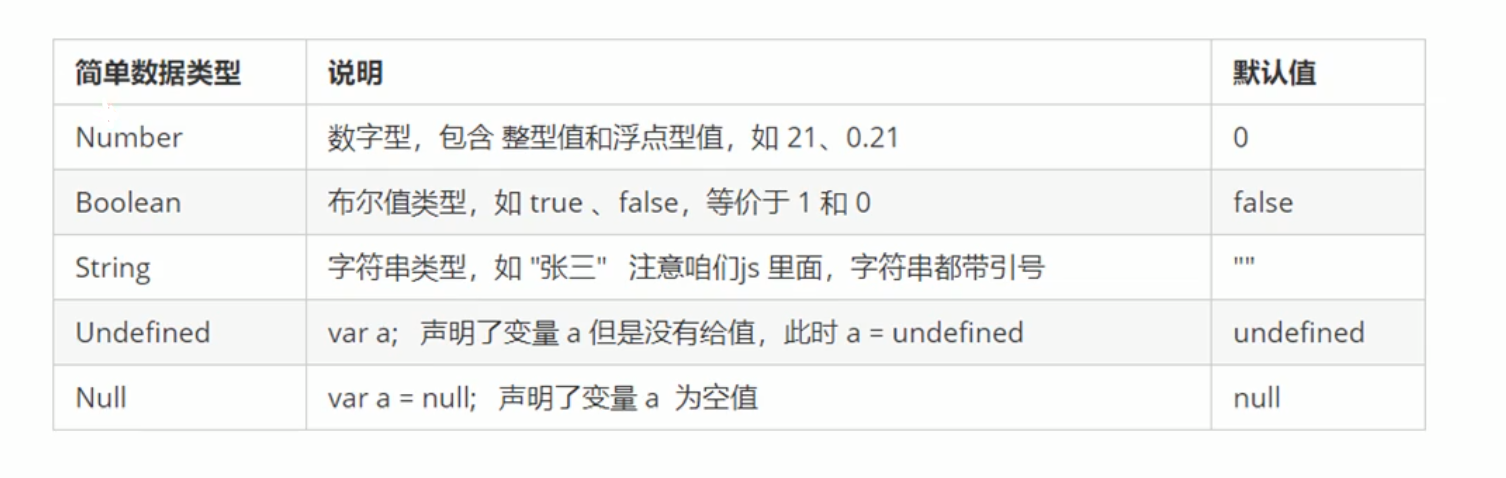 简单数据类型 说明 默认值
Number 数字型，包含 整型值和浮点型值，如 21、0.21 0
Boolean 布尔值类型，如 true 、false，等价于 1 和 0 false
String 字符串类型，如 "张三" 注意咱们js 里面，字符串都带引号 ""
Undefined var a; 声明了变量 a 但是没有给值，此时 a = undefined undefined
Null var a = null; 声明了变量 a 为空值 null